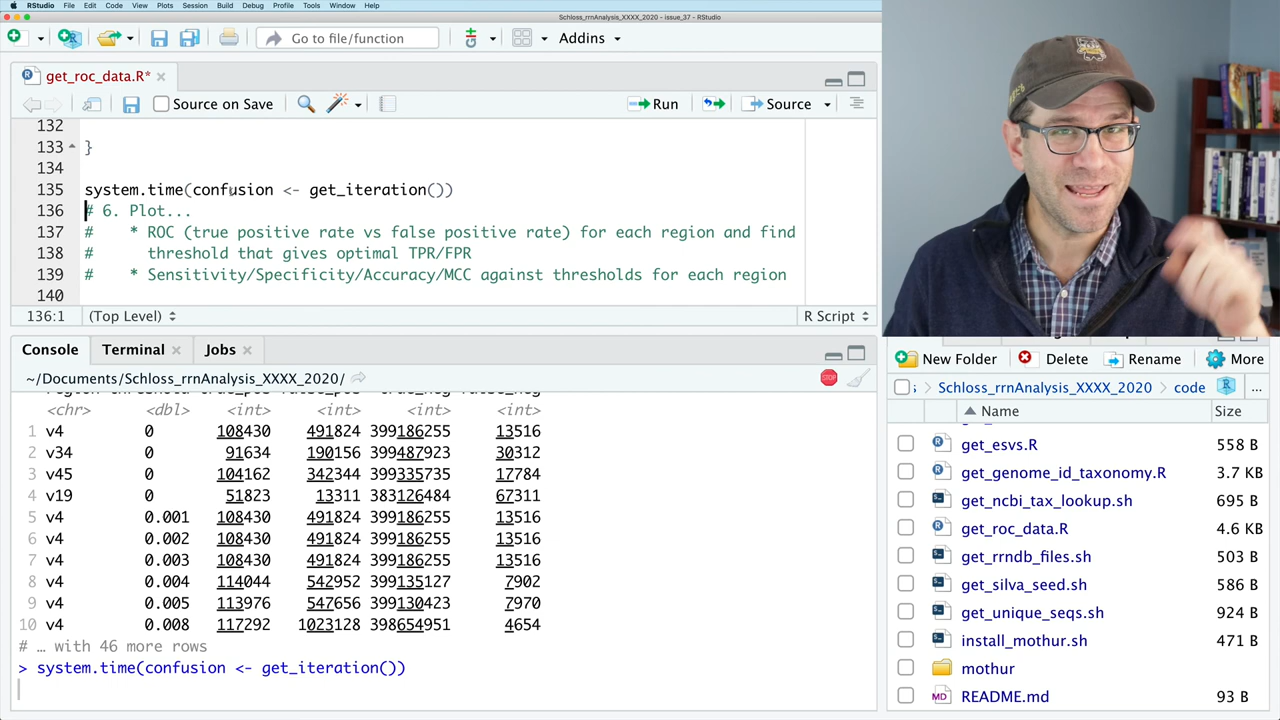 RStudio File Edit Code View Plots Session Build Debug Profile Tools Window Help
Schloss_rrnAnalysis_XXXX_2020 - issue_37 - RStudio
Go to file/function Addins
get_roc_data.R*
Source on Save Run Source
132
133 }
134
135 system.time(confusion <- get_iteration())
136 # 6. Plot...
137 # * ROC (true positive rate vs false positive rate) for each region and find
138 # threshold that gives optimal TPR/FPR
139 # * Sensitivity/Specificity/Accuracy/MCC against thresholds for each region
140
136:1 (Top Level) R Script
Console Terminal Jobs
~/Documents/Schloss_rrnAnalysis_XXXX_2020/
STOP
<chr> <dbl> <int> <int> <int> <int>
1 v4 0 108430 491824 399186255 13516
2 v34 0 91634 190156 399487923 30312
3 v45 0 104162 342344 399335735 17784
4 v19 0 51823 13311 383126484 67311
5 v4 0.001 108430 491824 399186255 13516
6 v4 0.002 108430 491824 399186255 13516
7 v4 0.003 108430 491824 399186255 13516
8 v4 0.004 114044 542952 399135127 7902
9 v4 0.005 113976 547656 399130423 7970
10 v4 0.008 117292 1023128 398654951 4654
# … with 46 more rows
> system.time(confusion <- get_iteration())
New Folder Delete Rename More
Schloss_rrnAnalysis_XXXX_2020 code ...
Name Size
get_esvs.R 558 B
get_genome_id_taxonomy.R 3.7 KB
get_ncbi_tax_lookup.sh 695 B
get_roc_data.R 4.6 KB
get_rrndb_files.sh 503 B
get_silva_seed.sh 586 B
get_unique_seqs.sh 924 B
install_mothur.sh 471 B
mothur
README.md 93 B